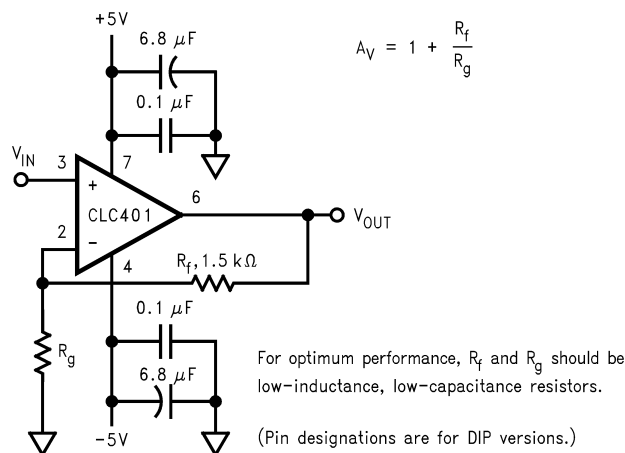 +5V
6.8 μF
0.1 μF
A_V = 1 + R_f / R_g
V_IN
3
7
+
CLC401
6
V_OUT
2
−
4
R_f, 1.5 kΩ
0.1 μF
R_g
6.8 μF
−5V
For optimum performance, R_f and R_g should be
low-inductance, low-capacitance resistors.
(Pin designations are for DIP versions.)